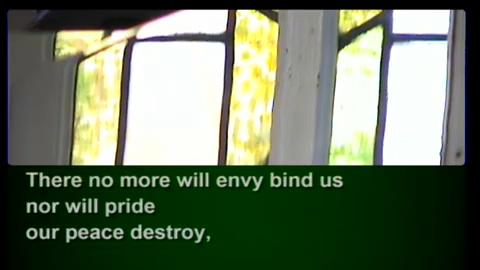 There no more will envy bind us
nor will pride
our peace destroy,